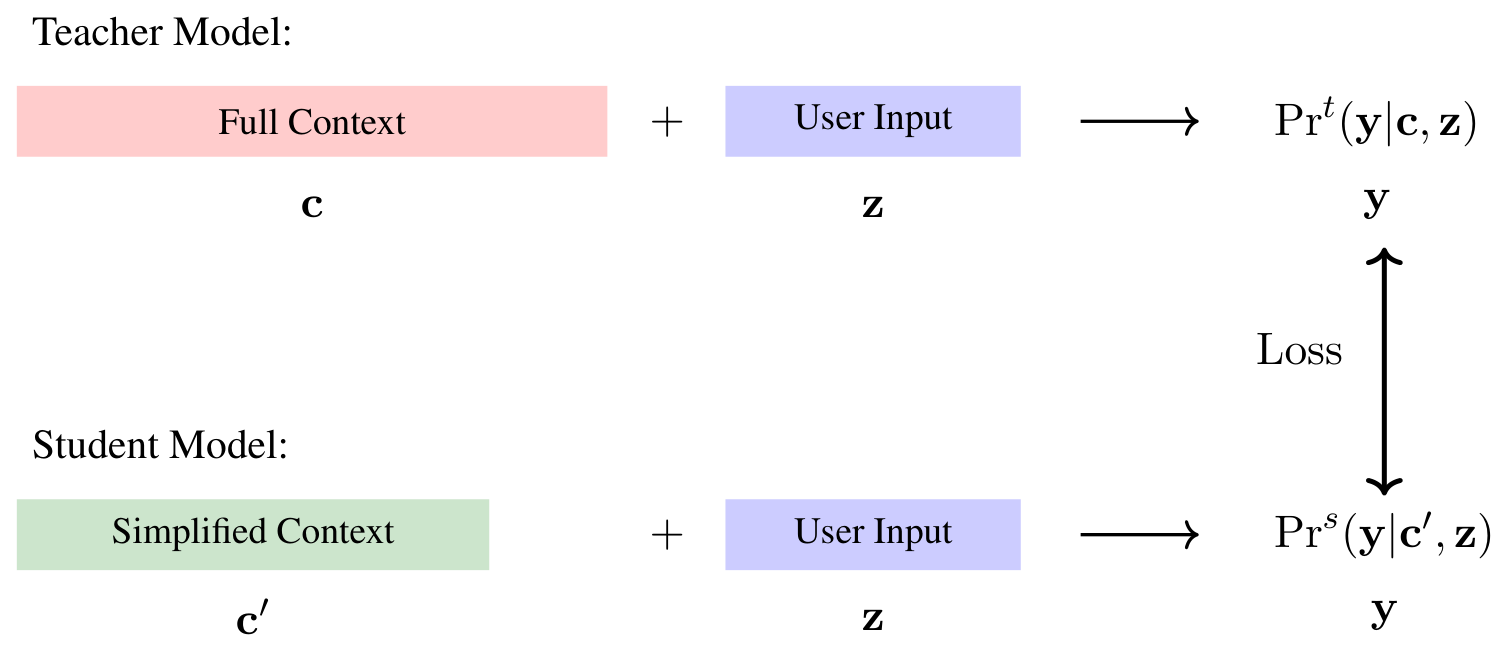 Teacher Model:
Full Context + User Input ⟶ Pr^t(y|c, z)
c z y
Loss
Student Model:
Simplified Context + User Input ⟶ Pr^s(y|c′, z)
c′ z y